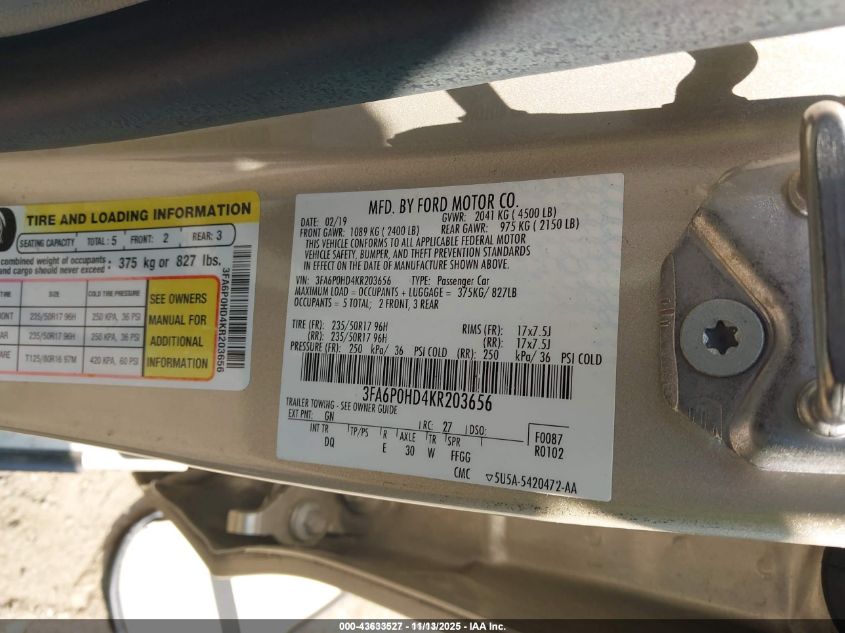 TIRE AND LOADING INFORMATION
SEATING CAPACITY TOTAL: 5 FRONT: 2 REAR: 3
combined weight of occupants
and cargo should never exceed: 375 kg or 827 lbs.
SIZE COLD TIRE PRESSURE
235/50R17 96H 250 KPA, 36 PSI
235/50R17 96H 250 KPA, 36 PSI
T125/80R16 97M 420 KPA, 60 PSI
SEE OWNERS
MANUAL FOR
ADDITIONAL
INFORMATION
3FA6P0HD4KR203656
MFD. BY FORD MOTOR CO.
02/19 GVWR: 2041 KG ( 4500 LB)
FRONT GAWR: 1089 KG ( 2400 LB) REAR GAWR: 975 KG ( 2150 LB)
THIS VEHICLE CONFORMS TO ALL APPLICABLE FEDERAL MOTOR
VEHICLE SAFETY, BUMPER, AND THEFT PREVENTION STANDARDS
IN EFFECT ON THE DATE OF MANUFACTURE SHOWN ABOVE.
VIN: 3FA6P0HD4KR203656 TYPE: Passenger Car
MAXIMUM LOAD = OCCUPANTS + LUGGAGE = 375KG/ 827LB
OCCUPANTS = 5 TOTAL; 2 FRONT, 3 REAR
TIRE (FR): 235/50R17 96H RIMS (FR): 17x7.5J
(RR): 235/50R17 96H (RR): 17x7.5J
PRESSURE (FR): 250 kPa/ 36 PSI COLD (RR): 250 kPa/ 36 PSI COLD
3FA6P0HD4KR203656
TRAILER TOWING - SEE OWNER GUIDE
EXT PNT: GN RC: 27 DSO:
INT TR TP/PS R AXLE TR SPR F0087
DQ E 30 W FFGG R0102
CMC ▽5U5A-5420472-AA
000-43633527 - 11/13/2025 - IAA Inc.